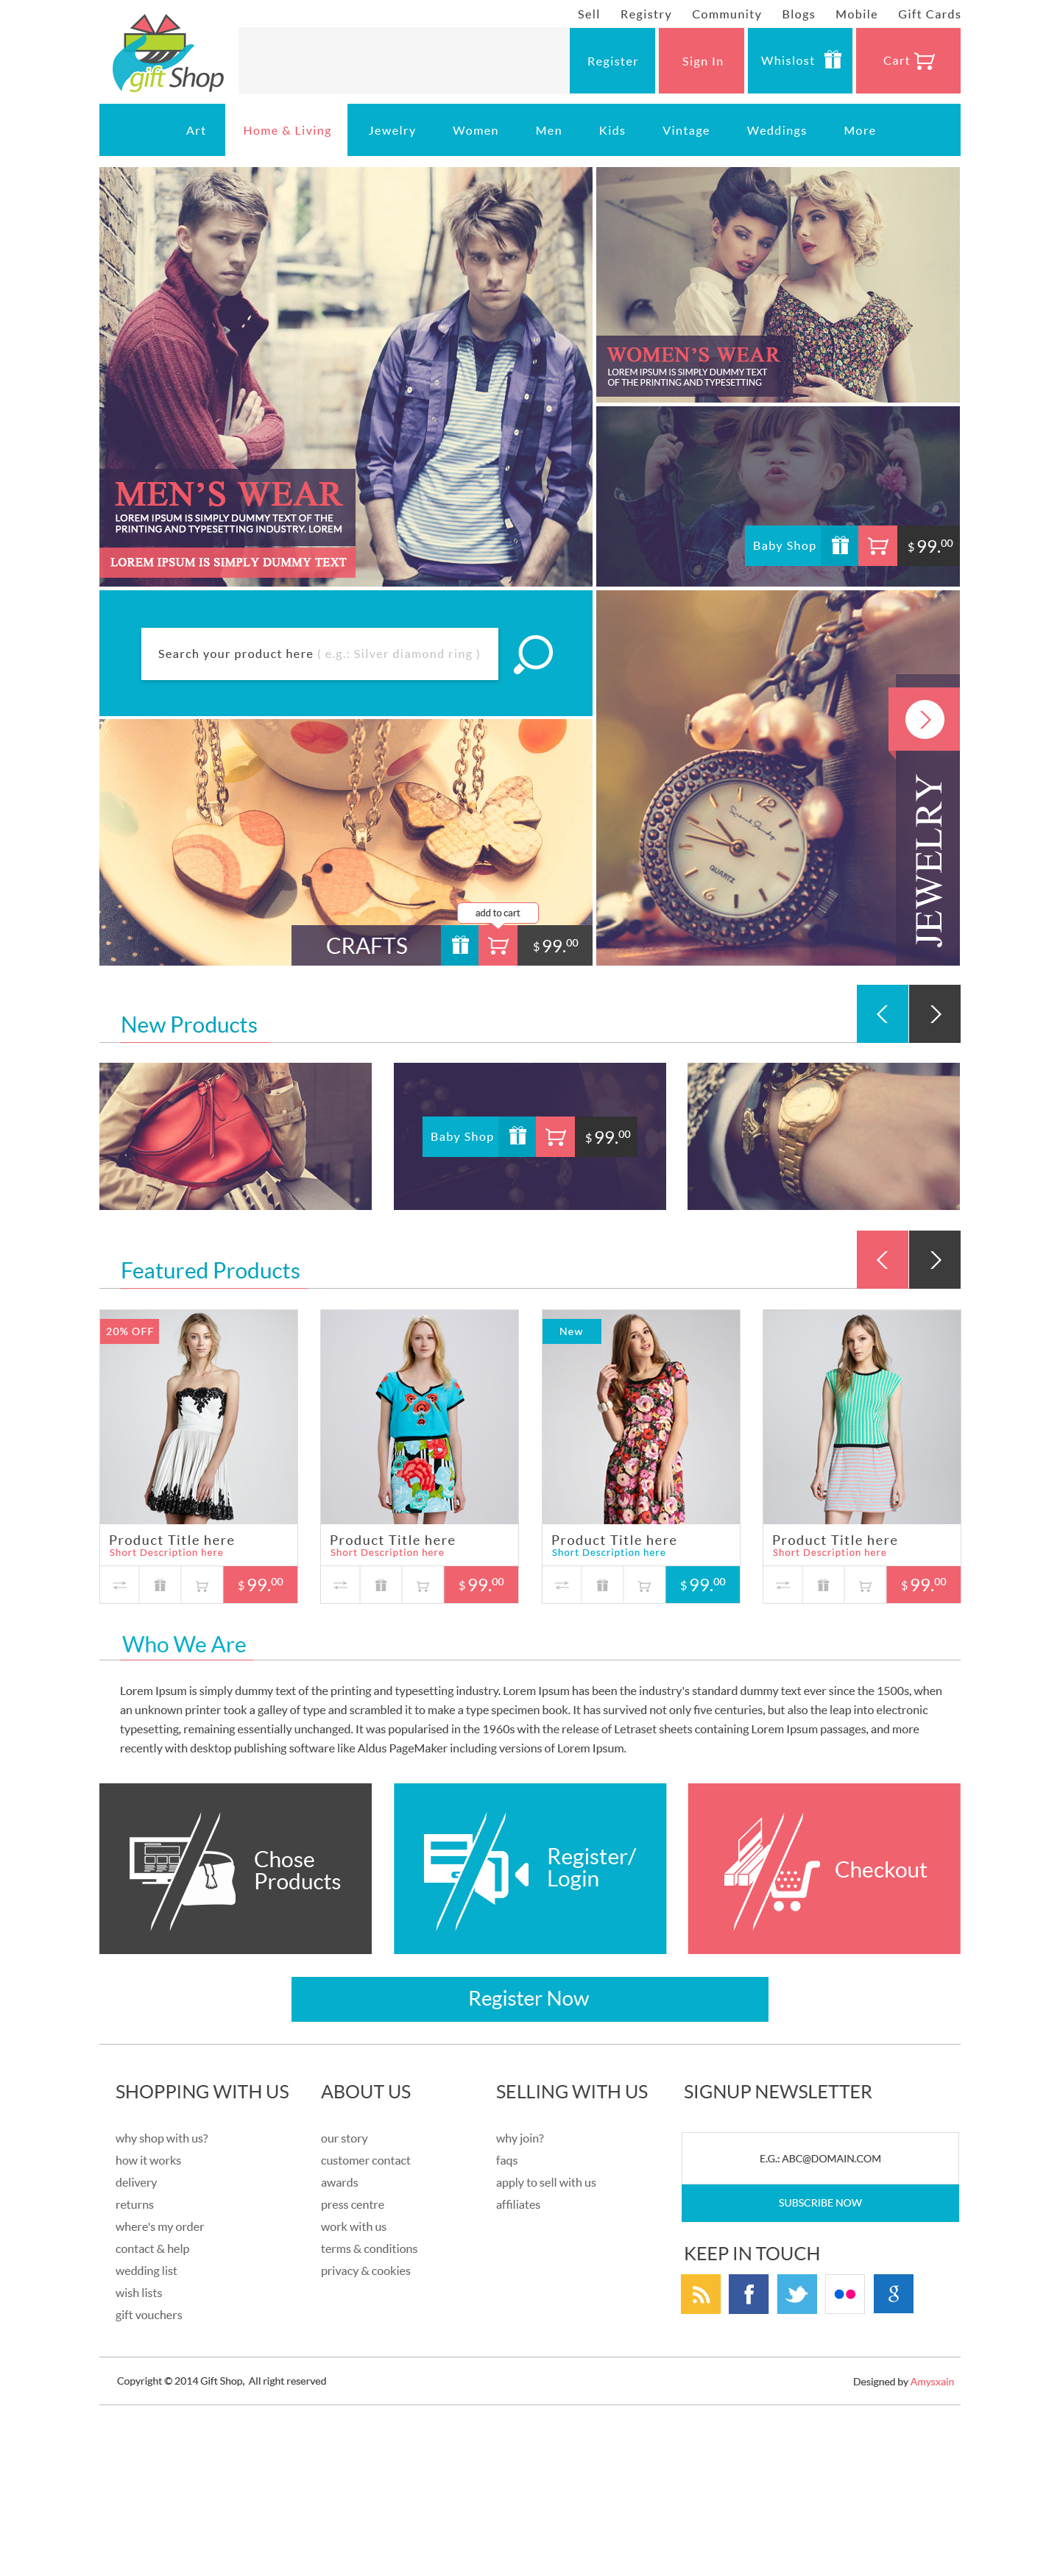 Sell Registry Community Blogs Mobile Gift Cards
gift Shop
Register Sign In Whislost Cart
Art Home & Living Jewelry Women Men Kids Vintage Weddings More
MEN'S WEAR
LOREM IPSUM IS SIMPLY DUMMY TEXT OF THE
PRINTING AND TYPESETTING INDUSTRY. LOREM
LOREM IPSUM IS SIMPLY DUMMY TEXT
WOMEN'S WEAR
LOREM IPSUM IS SIMPLY DUMMY TEXT
OF THE PRINTING AND TYPESETTING
Baby Shop $99.00
Search your product here ( e.g.: Silver diamond ring )
QUARTZ
JEWELRY
add to cart
CRAFTS $99.00
New Products
Baby Shop $99.00
Featured Products
20% OFF
New
Product Title here
Short Description here
$99.00
Product Title here
Short Description here
$99.00
Product Title here
Short Description here
$99.00
Product Title here
Short Description here
$99.00
Who We Are
Lorem Ipsum is simply dummy text of the printing and typesetting industry. Lorem Ipsum has been the industry's standard dummy text ever since the 1500s, when
an unknown printer took a galley of type and scrambled it to make a type specimen book. It has survived not only five centuries, but also the leap into electronic
typesetting, remaining essentially unchanged. It was popularised in the 1960s with the release of Letraset sheets containing Lorem Ipsum passages, and more
recently with desktop publishing software like Aldus PageMaker including versions of Lorem Ipsum.
Chose
Products
Register/
Login
Checkout
Register Now
SHOPPING WITH US
why shop with us?
how it works
delivery
returns
where's my order
contact & help
wedding list
wish lists
gift vouchers
ABOUT US
our story
customer contact
awards
press centre
work with us
terms & conditions
privacy & cookies
SELLING WITH US
why join?
faqs
apply to sell with us
affiliates
SIGNUP NEWSLETTER
E.G.: ABC@DOMAIN.COM
SUBSCRIBE NOW
KEEP IN TOUCH
f
g
Copyright © 2014 Gift Shop, All right reserved
Designed by Amysxain